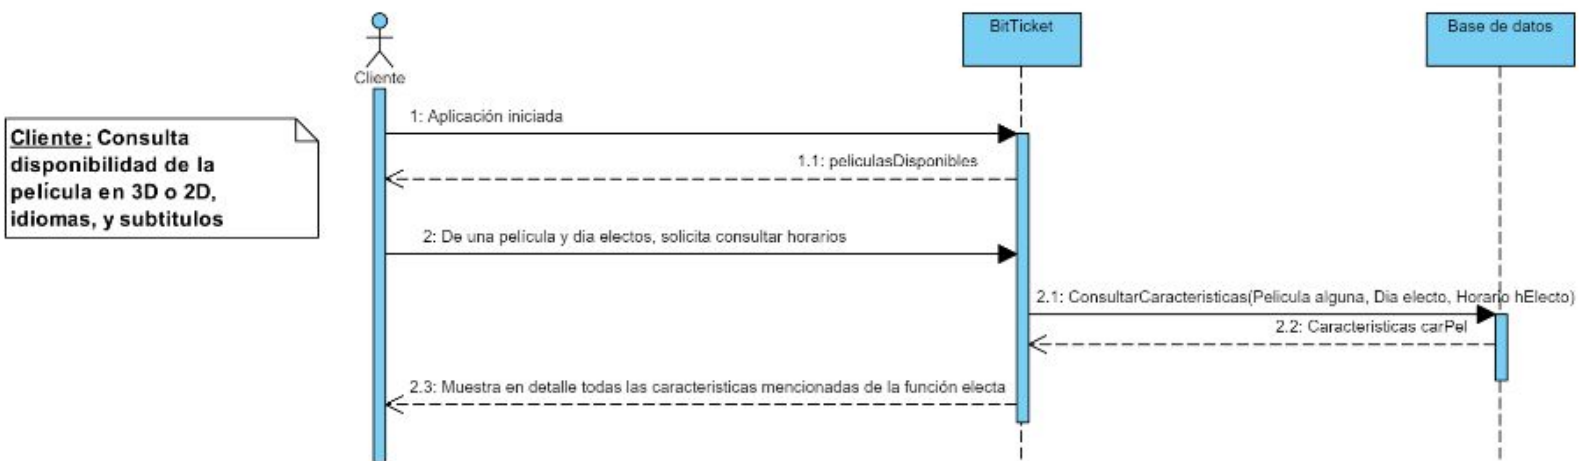 BitTicket
Base de datos
Cliente
Cliente: Consulta
disponibilidad de la
película en 3D o 2D,
idiomas, y subtitulos
1: Aplicación iniciada
1.1: peliculasDisponibles
2: De una película y dia electos, solicita consultar horarios
2.1: ConsultarCaracteristicas(Pelicula alguna, Dia electo, Horario hElecto)
2.2: Caracteristicas carPel
2.3: Muestra en detalle todas las caracteristicas mencionadas de la función electa